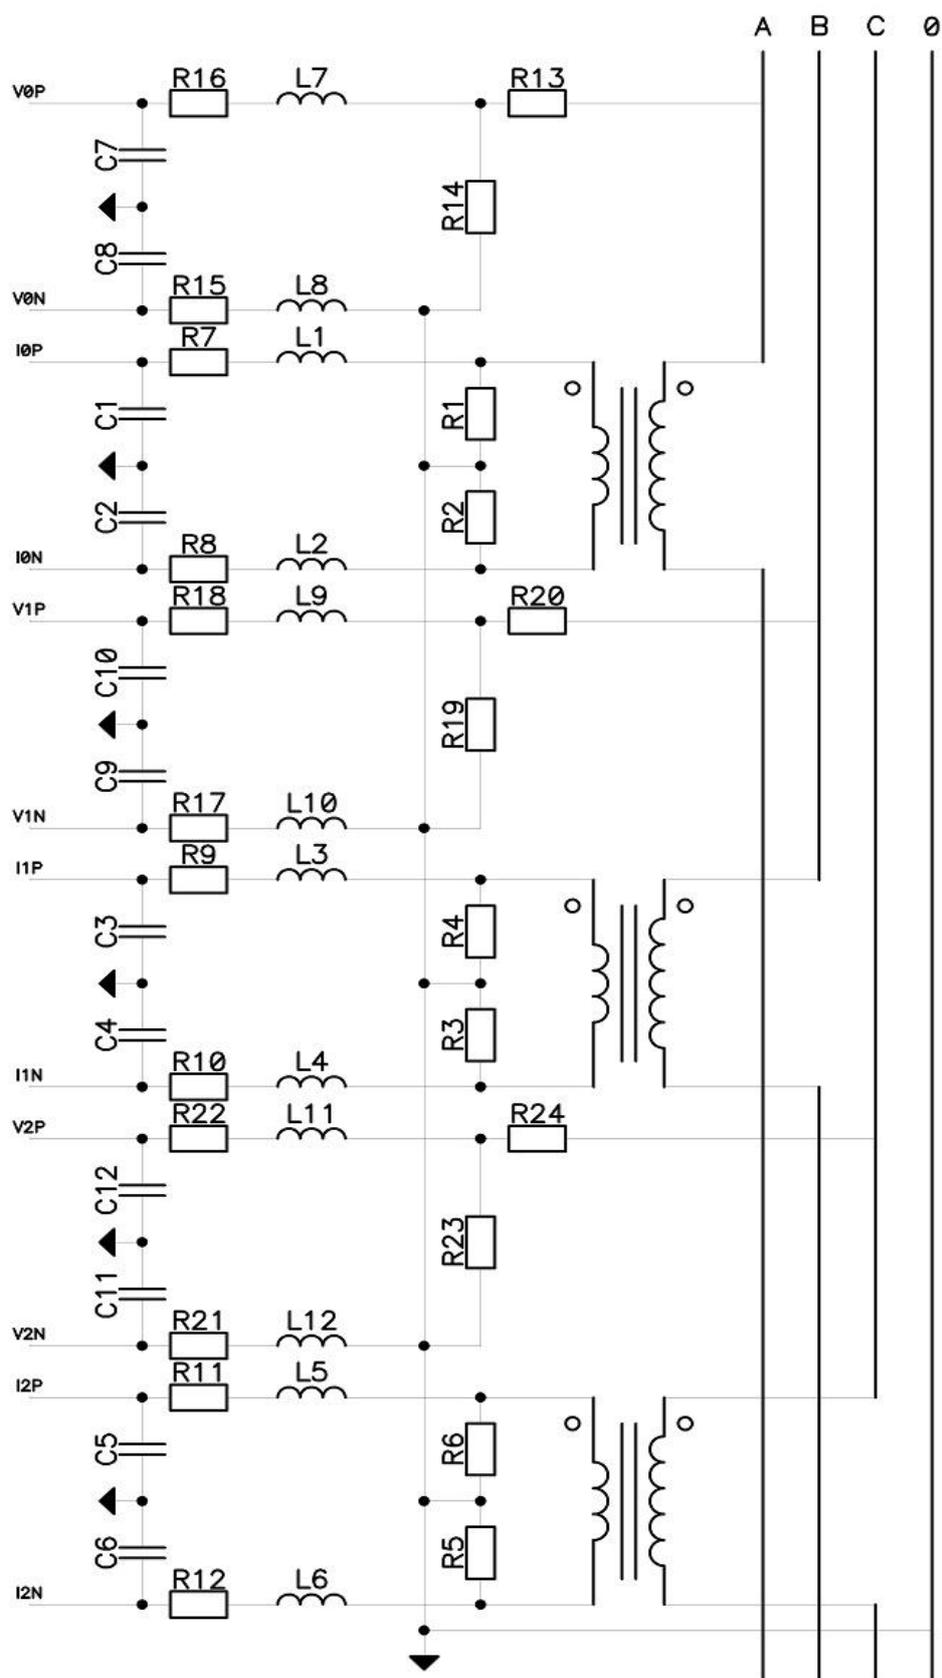 A B C 0
R16 L7 R13
V0P
C7
R14
C8
R15 L8
V0N
R7 L1
I0P
C1 R1
C2 R2
R8 L2
I0N
R18 L9 R20
V1P
C10
R19
C9
R17 L10
V1N
R9 L3
I1P
C3 R4
C4 R3
R10 L4
I1N
R22 L11 R24
V2P
C12
R23
C11
R21 L12
V2N
R11 L5
I2P
C5 R6
C6 R5
R12 L6
I2N